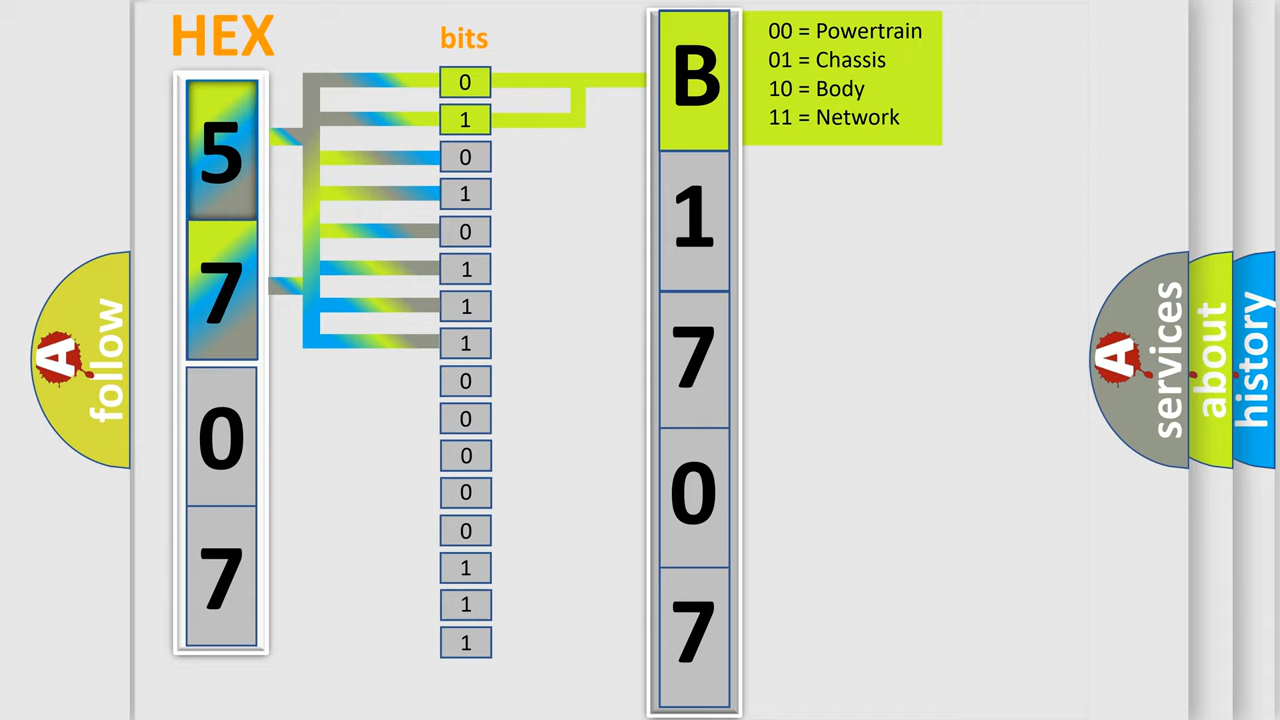 HEX
bits
5
7
0
7
0
1
0
1
0
1
1
1
0
0
0
0
0
1
1
1
B
1
7
0
7
00 = Powertrain
01 = Chassis
10 = Body
11 = Network
A follow
A services
about
history